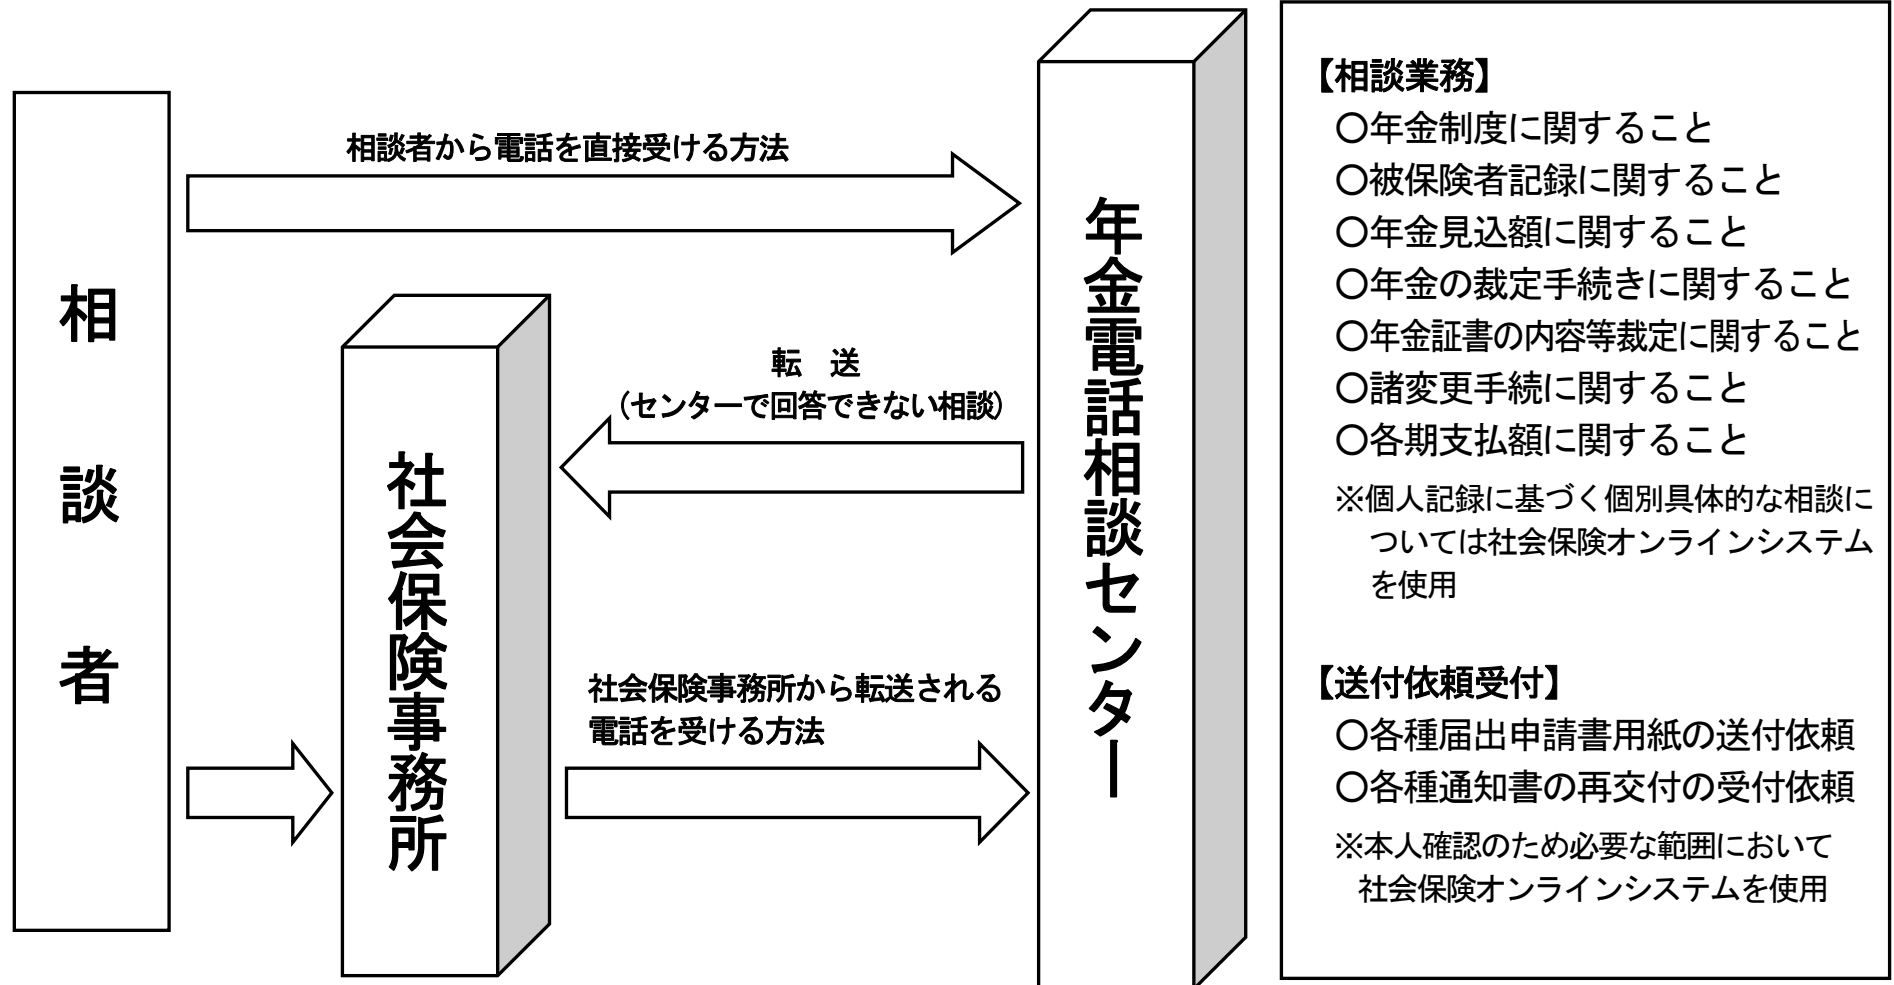 相談者
相談者から電話を直接受ける方法
社会保険事務所
転　送
（センターで回答できない相談）
社会保険事務所から転送される
電話を受ける方法
年金電話相談センター
【相談業務】
○年金制度に関すること
○被保険者記録に関すること
○年金見込額に関すること
○年金の裁定手続きに関すること
○年金証書の内容等裁定に関すること
○諸変更手続に関すること
○各期支払額に関すること
※個人記録に基づく個別具体的な相談に
ついては社会保険オンラインシステム
を使用
【送付依頼受付】
○各種届出申請書用紙の送付依頼
○各種通知書の再交付の受付依頼
※本人確認のため必要な範囲において
社会保険オンラインシステムを使用